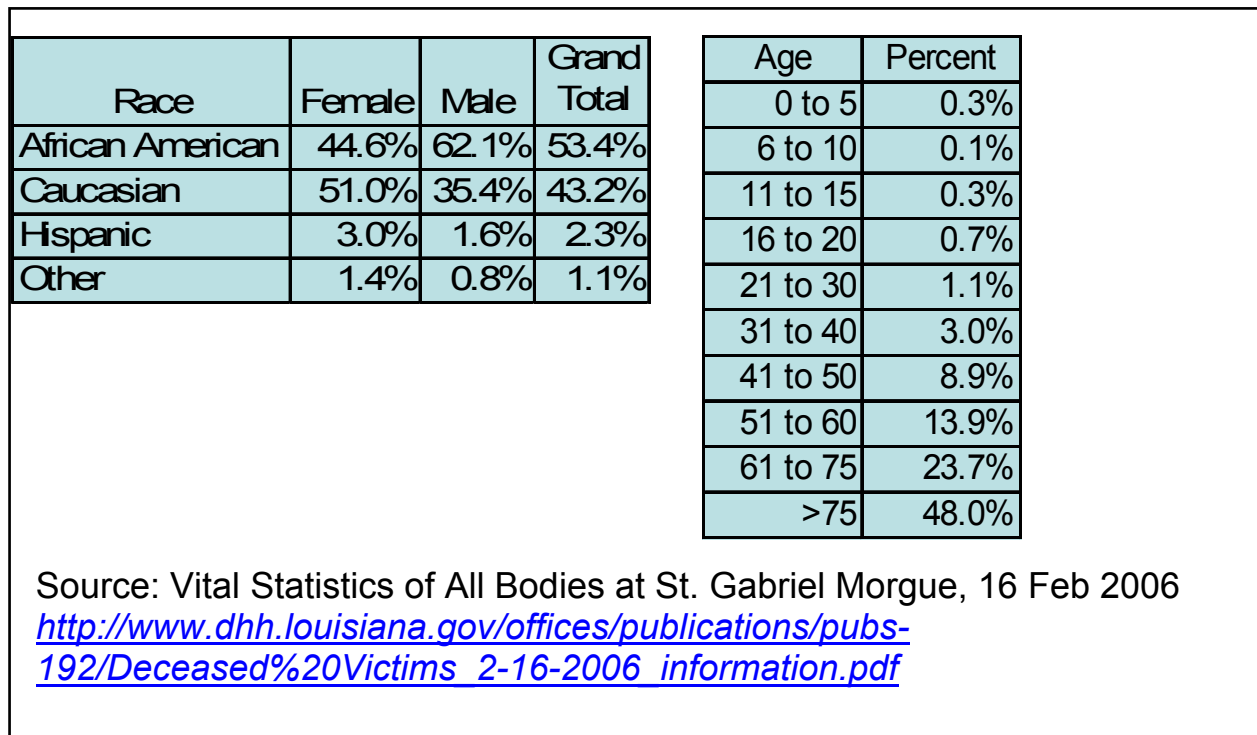 Race Female Male Grand Total
African American 44.6% 62.1% 53.4%
Caucasian 51.0% 35.4% 43.2%
Hispanic 3.0% 1.6% 2.3%
Other 1.4% 0.8% 1.1%
Age Percent
0 to 5 0.3%
6 to 10 0.1%
11 to 15 0.3%
16 to 20 0.7%
21 to 30 1.1%
31 to 40 3.0%
41 to 50 8.9%
51 to 60 13.9%
61 to 75 23.7%
>75 48.0%
Source: Vital Statistics of All Bodies at St. Gabriel Morgue, 16 Feb 2006
http://www.dhh.louisiana.gov/offices/publications/pubs-
192/Deceased%20Victims_2-16-2006_information.pdf